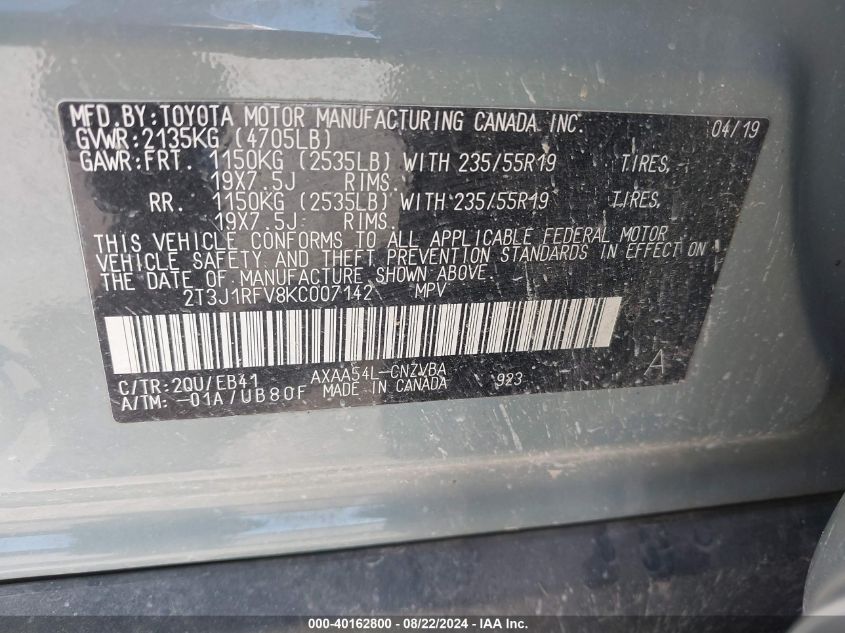 MFD.BY:TOYOTA MOTOR MANUFACTURING CANADA INC. 04/19
GVWR:2135KG (4705LB)
GAWR:FRT. 1150KG (2535LB) WITH 235/55R19 TIRES,
19X7.5J RIMS.
RR. 1150KG (2535LB) WITH 235/55R19 TIRES,
19X7.5J RIMS.
THIS VEHICLE CONFORMS TO ALL APPLICABLE FEDERAL MOTOR
VEHICLE SAFETY AND THEFT PREVENTION STANDARDS IN EFFECT ON
THE DATE OF MANUFACTURE SHOWN ABOVE.
2T3J1RFV8KC007142 MPV
C/TR:2QU/EB41 AXAA54L-CNZVBA 923 A
A/TM:-01A/UB80F MADE IN CANADA
000-40162800 - 08/22/2024 - IAA Inc.